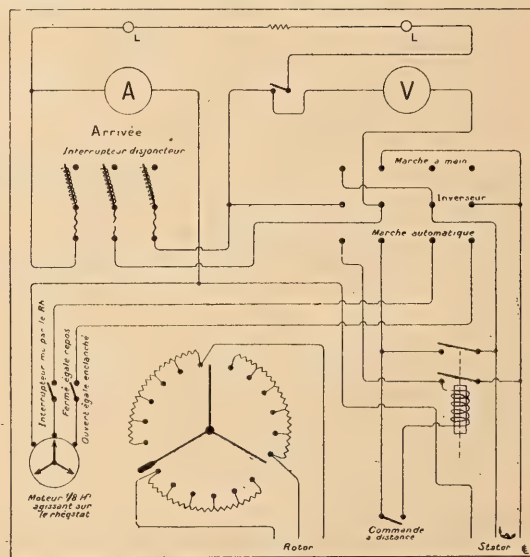 L
L
A
V
Arrivée
Interrupteur disjoncteur
Marche à main
Inverseur
Marche automatique
Interrupteur mu par le Rh
Fermé égale repos
Ouvert égale enclanché
Moteur 1/8 HP
agissant sur
le rhéostat
Rotor
Commande
à distance
Stator